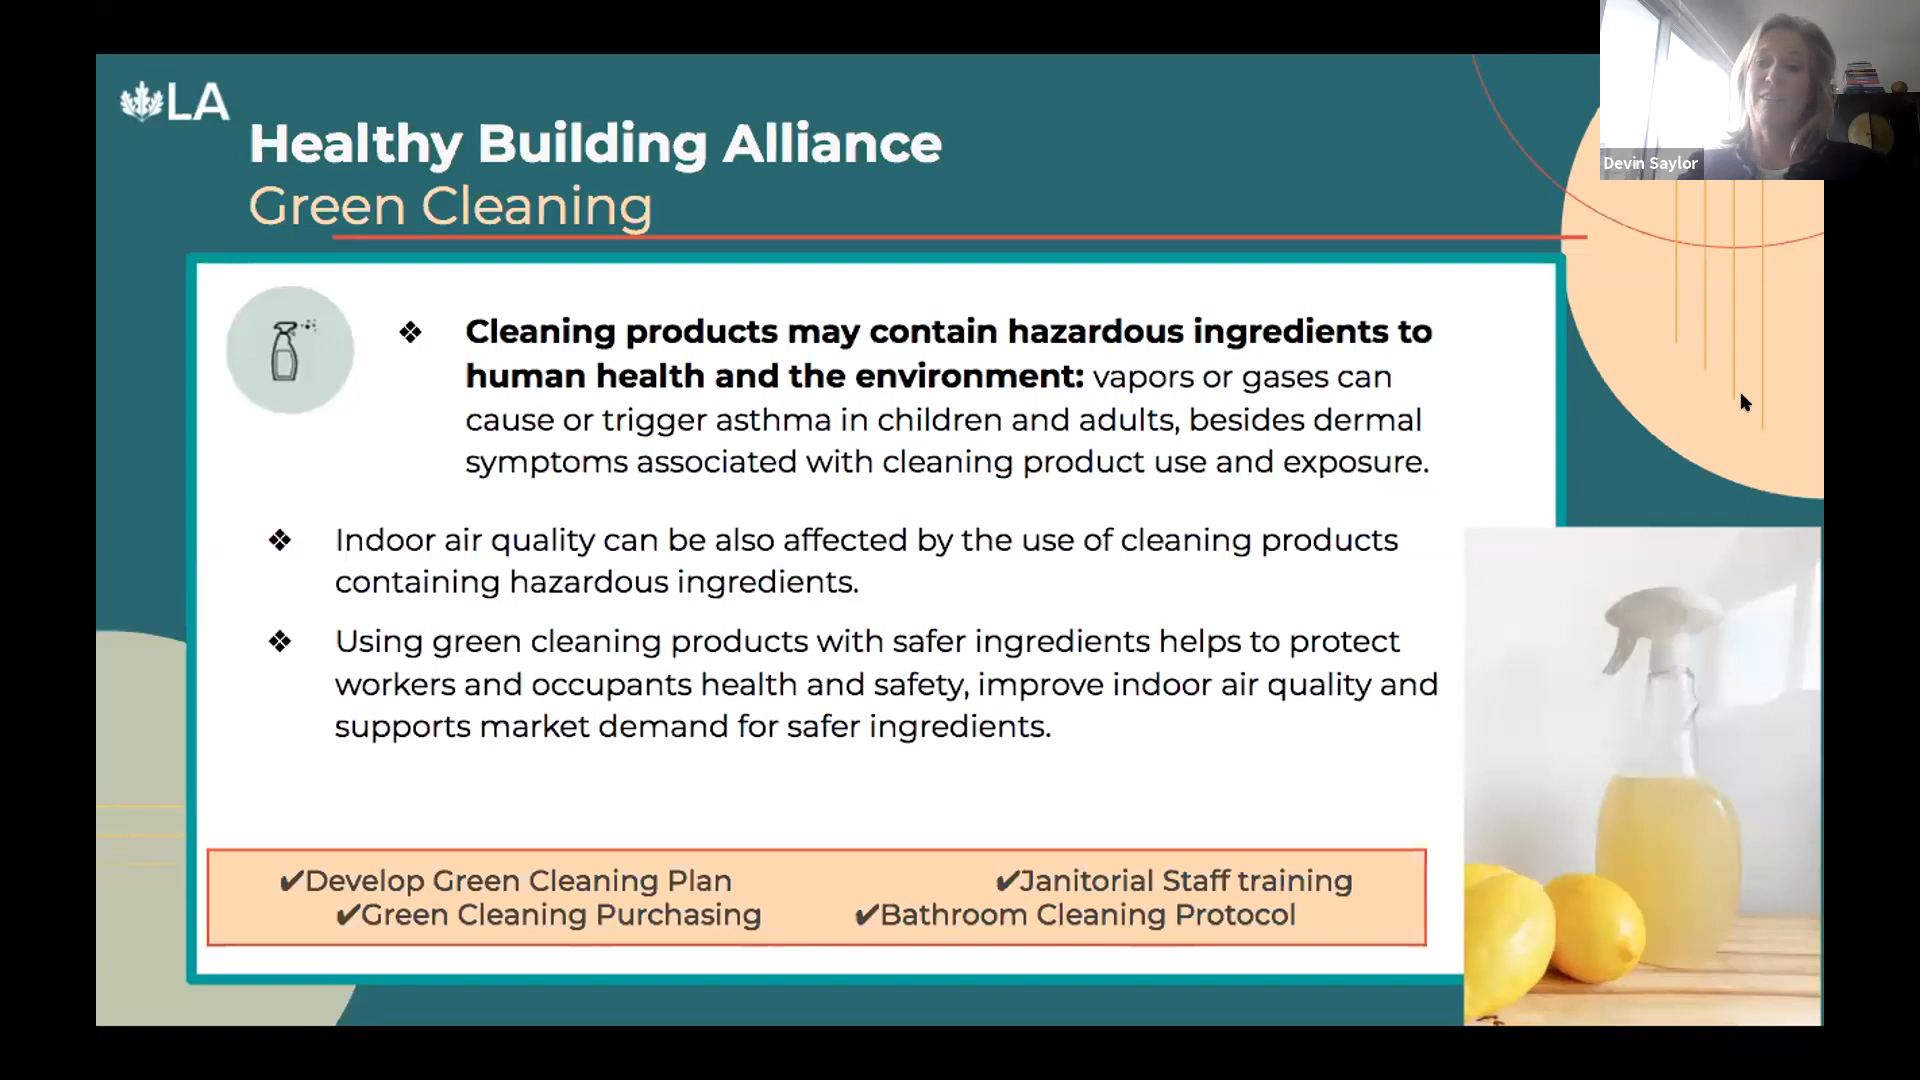 LA
Devin Saylor
Healthy Building Alliance
Green Cleaning
❖ Cleaning products may contain hazardous ingredients to
human health and the environment: vapors or gases can
cause or trigger asthma in children and adults, besides dermal
symptoms associated with cleaning product use and exposure.
❖ Indoor air quality can be also affected by the use of cleaning products
containing hazardous ingredients.
❖ Using green cleaning products with safer ingredients helps to protect
workers and occupants health and safety, improve indoor air quality and
supports market demand for safer ingredients.
✔Develop Green Cleaning Plan ✔Janitorial Staff training
✔Green Cleaning Purchasing ✔Bathroom Cleaning Protocol